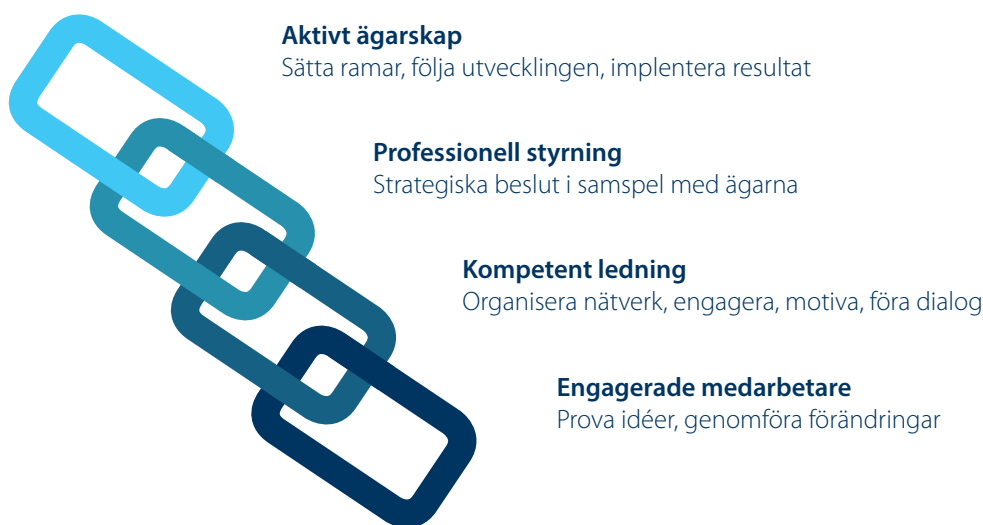 Aktivt ägarskap
Sätta ramar, följa utvecklingen, implentera resultat
Professionell styrning
Strategiska beslut i samspel med ägarna
Kompetent ledning
Organisera nätverk, engagera, motiva, föra dialog
Engagerade medarbetare
Prova idéer, genomföra förändringar